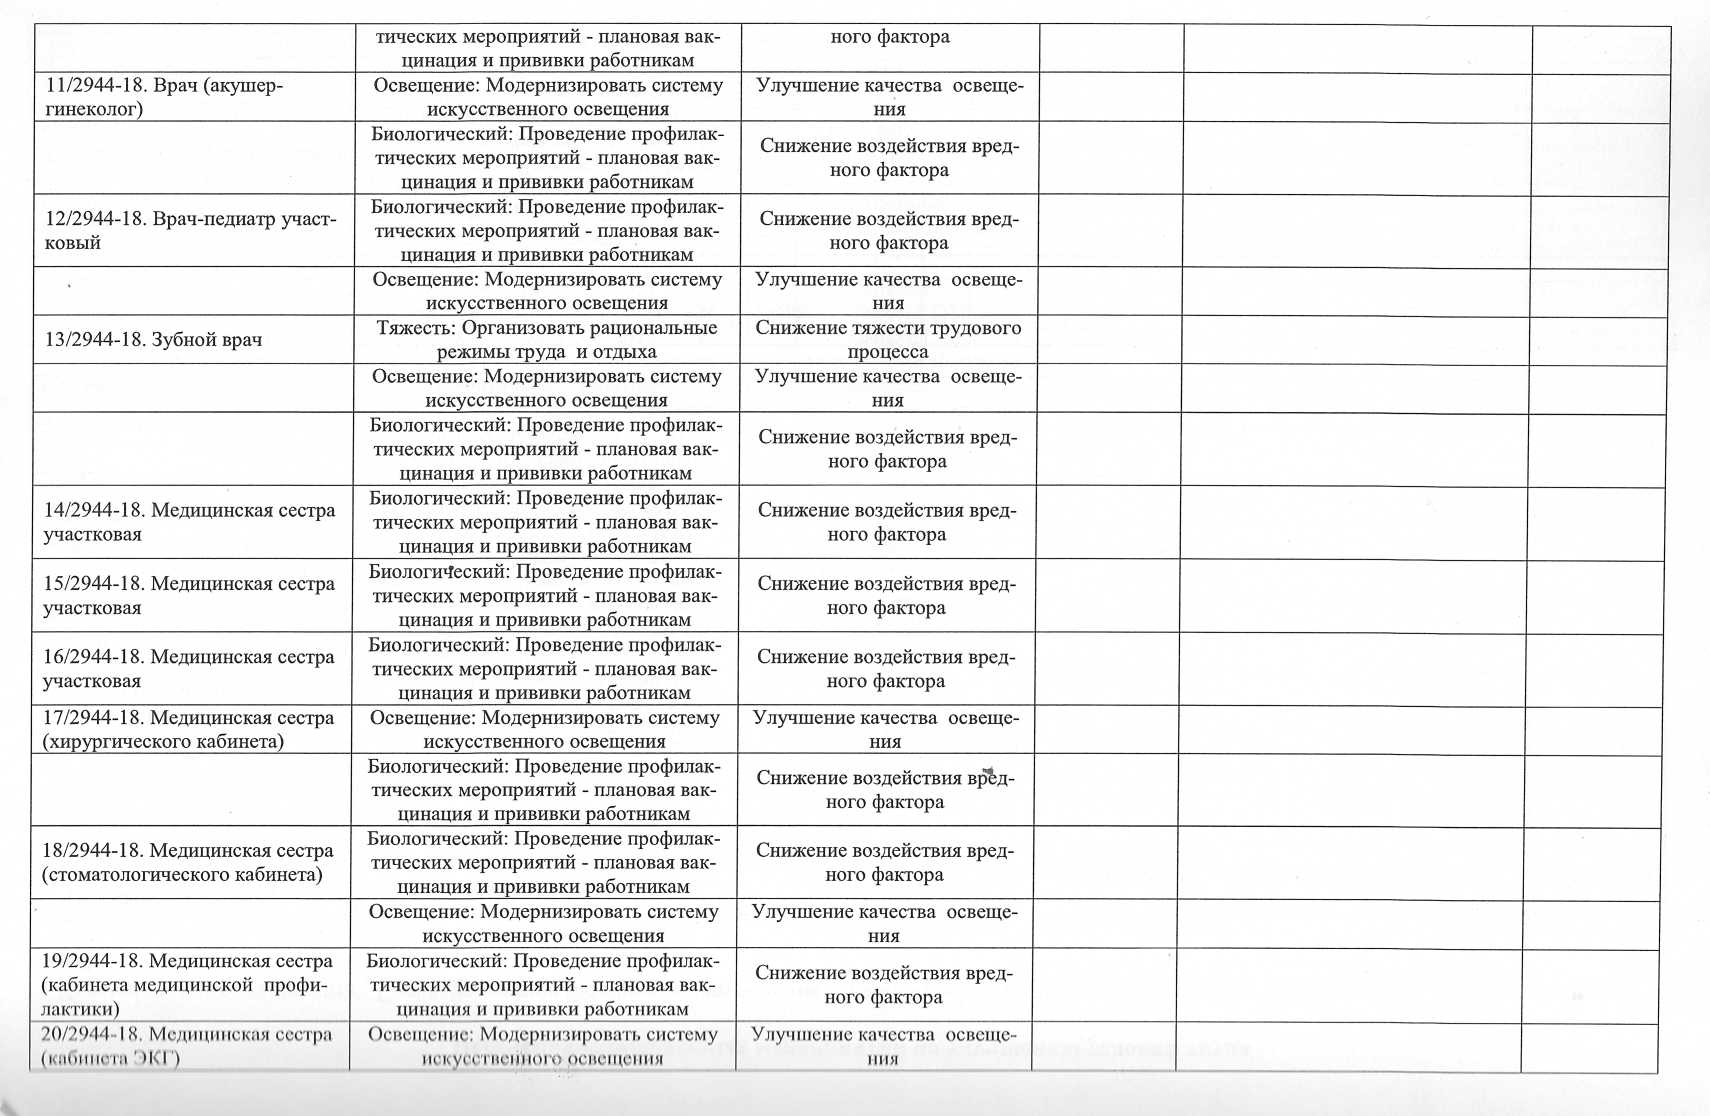 тических мероприятий - плановая вак-
цинация и прививки работникам
ного фактора
11/2944-18. Врач (акушер-
гинеколог)
Освещение: Модернизировать систему
искусственного освещения
Улучшение качества  освеще-
ния
Биологический: Проведение профилак-
тических мероприятий - плановая вак-
цинация и прививки работникам
Снижение воздействия вред-
ного фактора
12/2944-18. Врач-педиатр участ-
ковый
Биологический: Проведение профилак-
тических мероприятий - плановая вак-
цинация и прививки работникам
Снижение воздействия вред-
ного фактора
Освещение: Модернизировать систему
искусственного освещения
Улучшение качества  освеще-
ния
13/2944-18. Зубной врач
Тяжесть: Организовать рациональные
режимы труда  и отдыха
Снижение тяжести трудового
процесса
Освещение: Модернизировать систему
искусственного освещения
Улучшение качества  освеще-
ния
Биологический: Проведение профилак-
тических мероприятий - плановая вак-
цинация и прививки работникам
Снижение воздействия вред-
ного фактора
14/2944-18. Медицинская сестра
участковая
Биологический: Проведение профилак-
тических мероприятий - плановая вак-
цинация и прививки работникам
Снижение воздействия вред-
ного фактора
15/2944-18. Медицинская сестра
участковая
Биологический: Проведение профилак-
тических мероприятий - плановая вак-
цинация и прививки работникам
Снижение воздействия вред-
ного фактора
16/2944-18. Медицинская сестра
участковая
Биологический: Проведение профилак-
тических мероприятий - плановая вак-
цинация и прививки работникам
Снижение воздействия вред-
ного фактора
17/2944-18. Медицинская сестра
(хирургического кабинета)
Освещение: Модернизировать систему
искусственного освещения
Улучшение качества  освеще-
ния
Биологический: Проведение профилак-
тических мероприятий - плановая вак-
цинация и прививки работникам
Снижение воздействия вред-
ного фактора
18/2944-18. Медицинская сестра
(стоматологического кабинета)
Биологический: Проведение профилак-
тических мероприятий - плановая вак-
цинация и прививки работникам
Снижение воздействия вред-
ного фактора
Освещение: Модернизировать систему
искусственного освещения
Улучшение качества  освеще-
ния
19/2944-18. Медицинская сестра
(кабинета медицинской  профи-
лактики)
Биологический: Проведение профилак-
тических мероприятий - плановая вак-
цинация и прививки работникам
Снижение воздействия вред-
ного фактора
20/2944-18. Медицинская сестра
(кабинета ЭКГ)
Освещение: Модернизировать систему
искусственного освещения
Улучшение качества  освеще-
ния